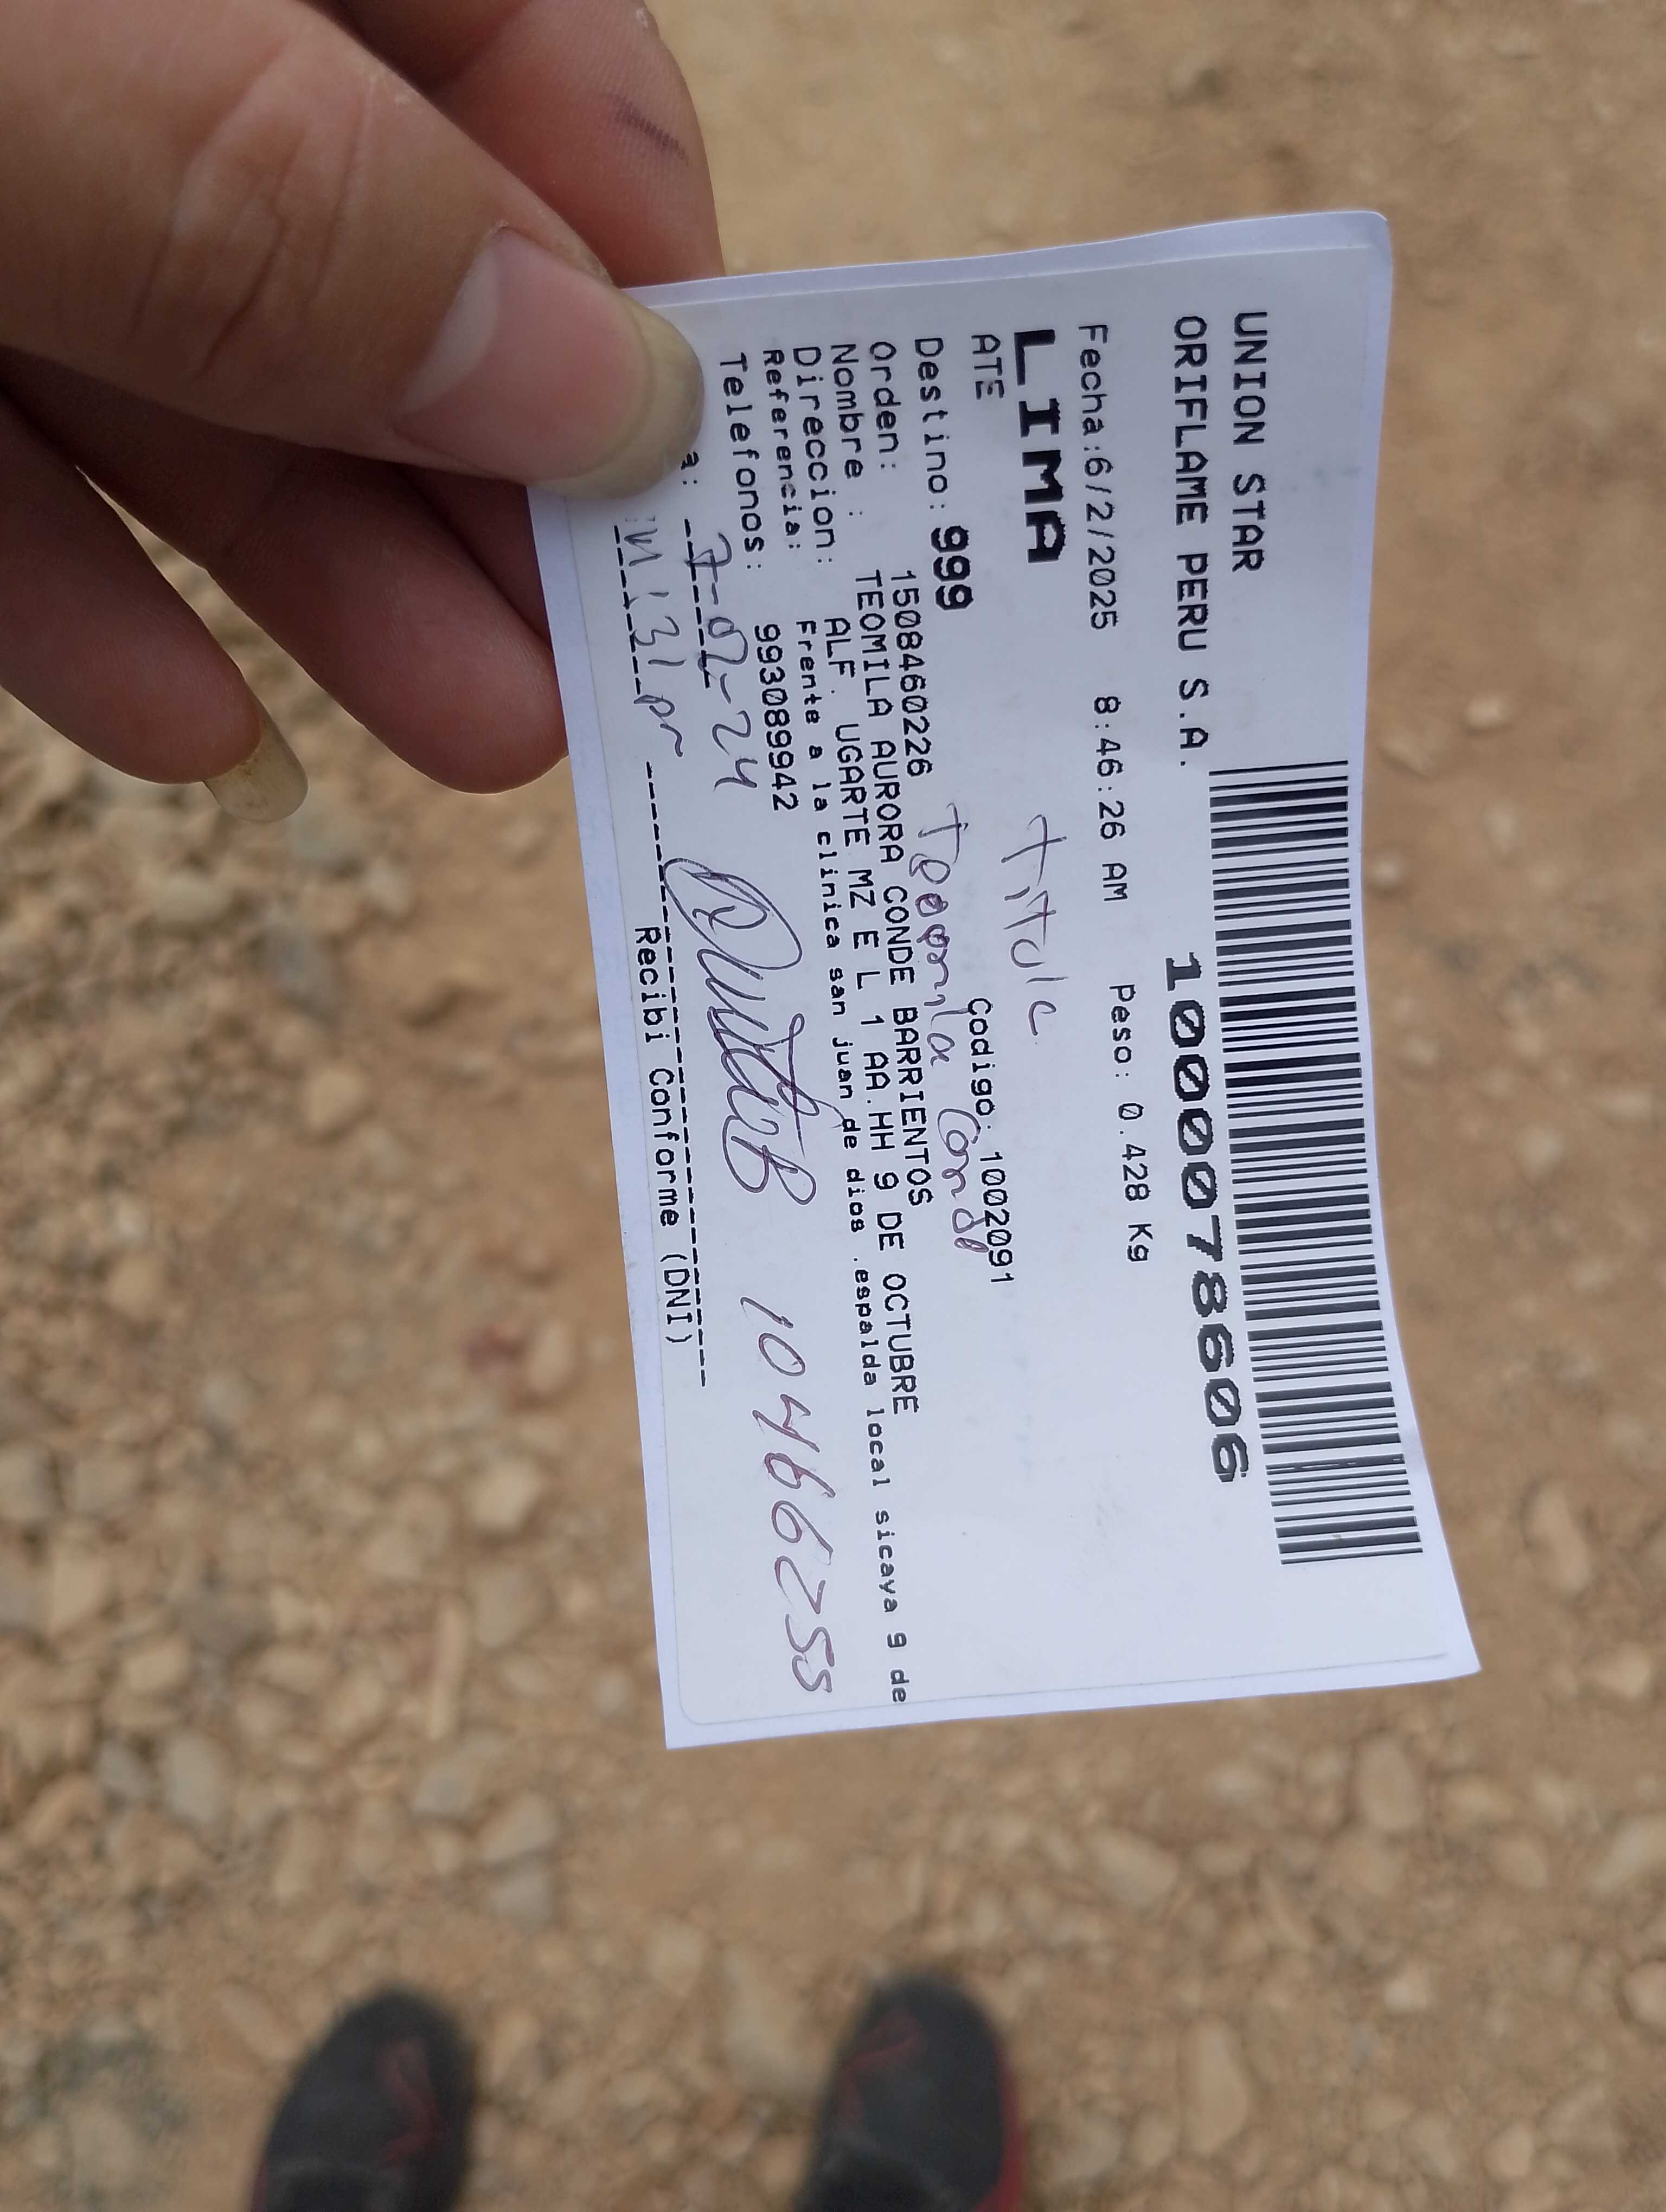 UNION STAR
ORIFLAME PERU S.A.
1000078606
Fecha:6/2/2025 8:46:26 AM Peso: 0.428 Kg
LIMA
titula
ATE
Codigo: 1002091
Destino: 999
Teomila Conde
Orden: 1508460226
Nombre : TEOMILA AURORA CONDE BARRIENTOS
Direccion: ALF. UGARTE MZ E L 1 AA.HH 9 DE OCTUBRE
Referencia: Frente a la clinica san juan de dios .espalda local sicaya 9 de
Telefonos: 993089942
a: 7-02-24
10466255
Recibi Conforme (DNI)